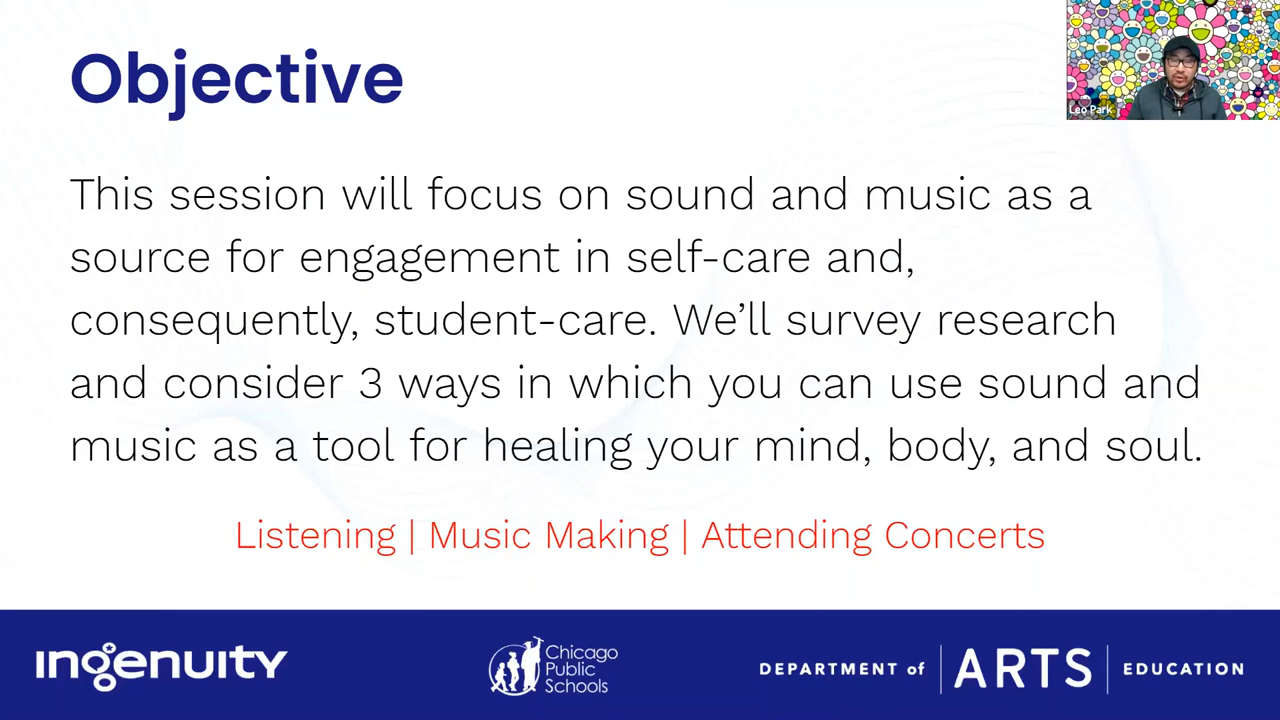 Objective
Leo Park
This session will focus on sound and music as a
source for engagement in self-care and,
consequently, student-care. We’ll survey research
and consider 3 ways in which you can use sound and
music as a tool for healing your mind, body, and soul.
Listening | Music Making | Attending Concerts
ingenuity
Chicago
Public
Schools
DEPARTMENT of | ARTS | EDUCATION